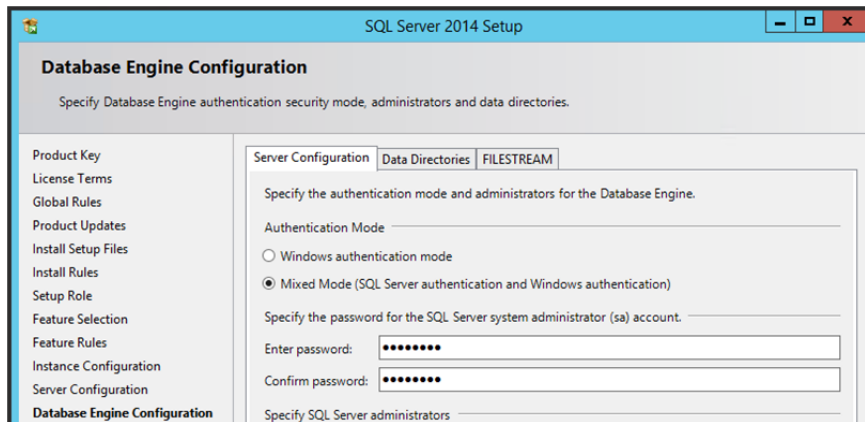 SQL Server 2014 Setup
Database Engine Configuration
Specify Database Engine authentication security mode, administrators and data directories.
Product Key
License Terms
Global Rules
Product Updates
Install Setup Files
Install Rules
Setup Role
Feature Selection
Feature Rules
Instance Configuration
Server Configuration
Database Engine Configuration
Server Configuration Data Directories FILESTREAM
Specify the authentication mode and administrators for the Database Engine.
Authentication Mode
Windows authentication mode
Mixed Mode (SQL Server authentication and Windows authentication)
Specify the password for the SQL Server system administrator (sa) account.
Enter password: ●●●●●●●●
Confirm password: ●●●●●●●●
Specify SQL Server administrators